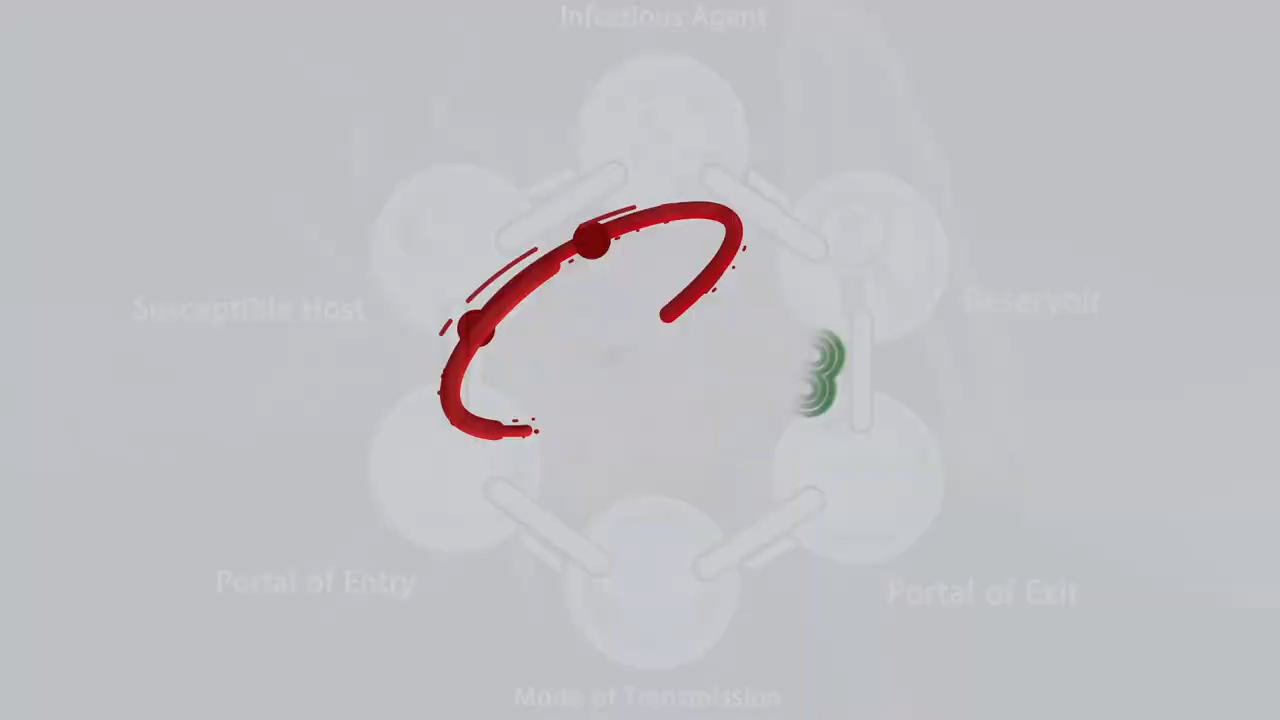 Infectious Agent
Susceptible Host
Reservoir
Portal of Entry
Portal of Exit
Mode of Transmission